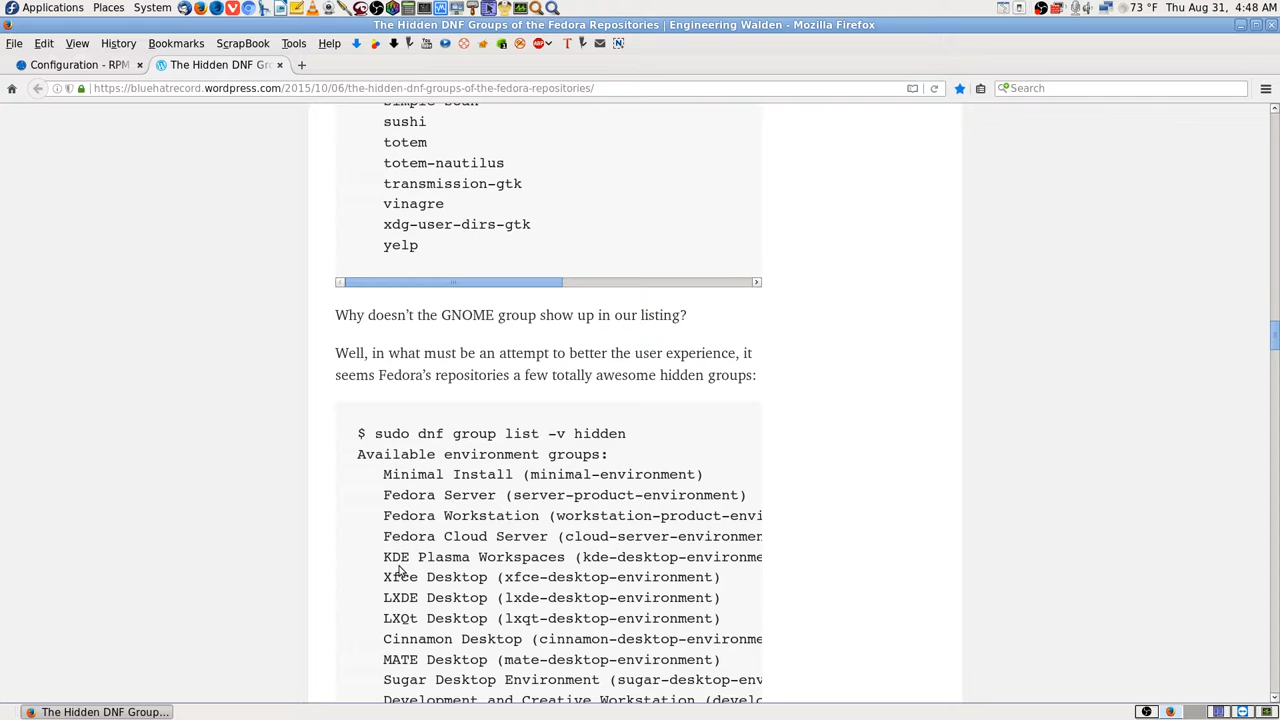 Applications Places System 73 °F Thu Aug 31, 4:48 AM
The Hidden DNF Groups of the Fedora Repositories | Engineering Walden - Mozilla Firefox
File Edit View History Bookmarks ScrapBook Tools Help
Configuration - RPM The Hidden DNF Gr
https://bluehatrecord.wordpress.com/2015/10/06/the-hidden-dnf-groups-of-the-fedora-repositories/ Search
simple-scan
sushi
totem
totem-nautilus
transmission-gtk
vinagre
xdg-user-dirs-gtk
yelp
Why doesn’t the GNOME group show up in our listing?
Well, in what must be an attempt to better the user experience, it
seems Fedora’s repositories a few totally awesome hidden groups:
$ sudo dnf group list -v hidden
Available environment groups:
Minimal Install (minimal-environment)
Fedora Server (server-product-environment)
Fedora Workstation (workstation-product-envi
Fedora Cloud Server (cloud-server-environmen
KDE Plasma Workspaces (kde-desktop-environme
Xfce Desktop (xfce-desktop-environment)
LXDE Desktop (lxde-desktop-environment)
LXQt Desktop (lxqt-desktop-environment)
Cinnamon Desktop (cinnamon-desktop-environme
MATE Desktop (mate-desktop-environment)
Sugar Desktop Environment (sugar-desktop-env
Development and Creative Workstation (develo
The Hidden DNF Group...